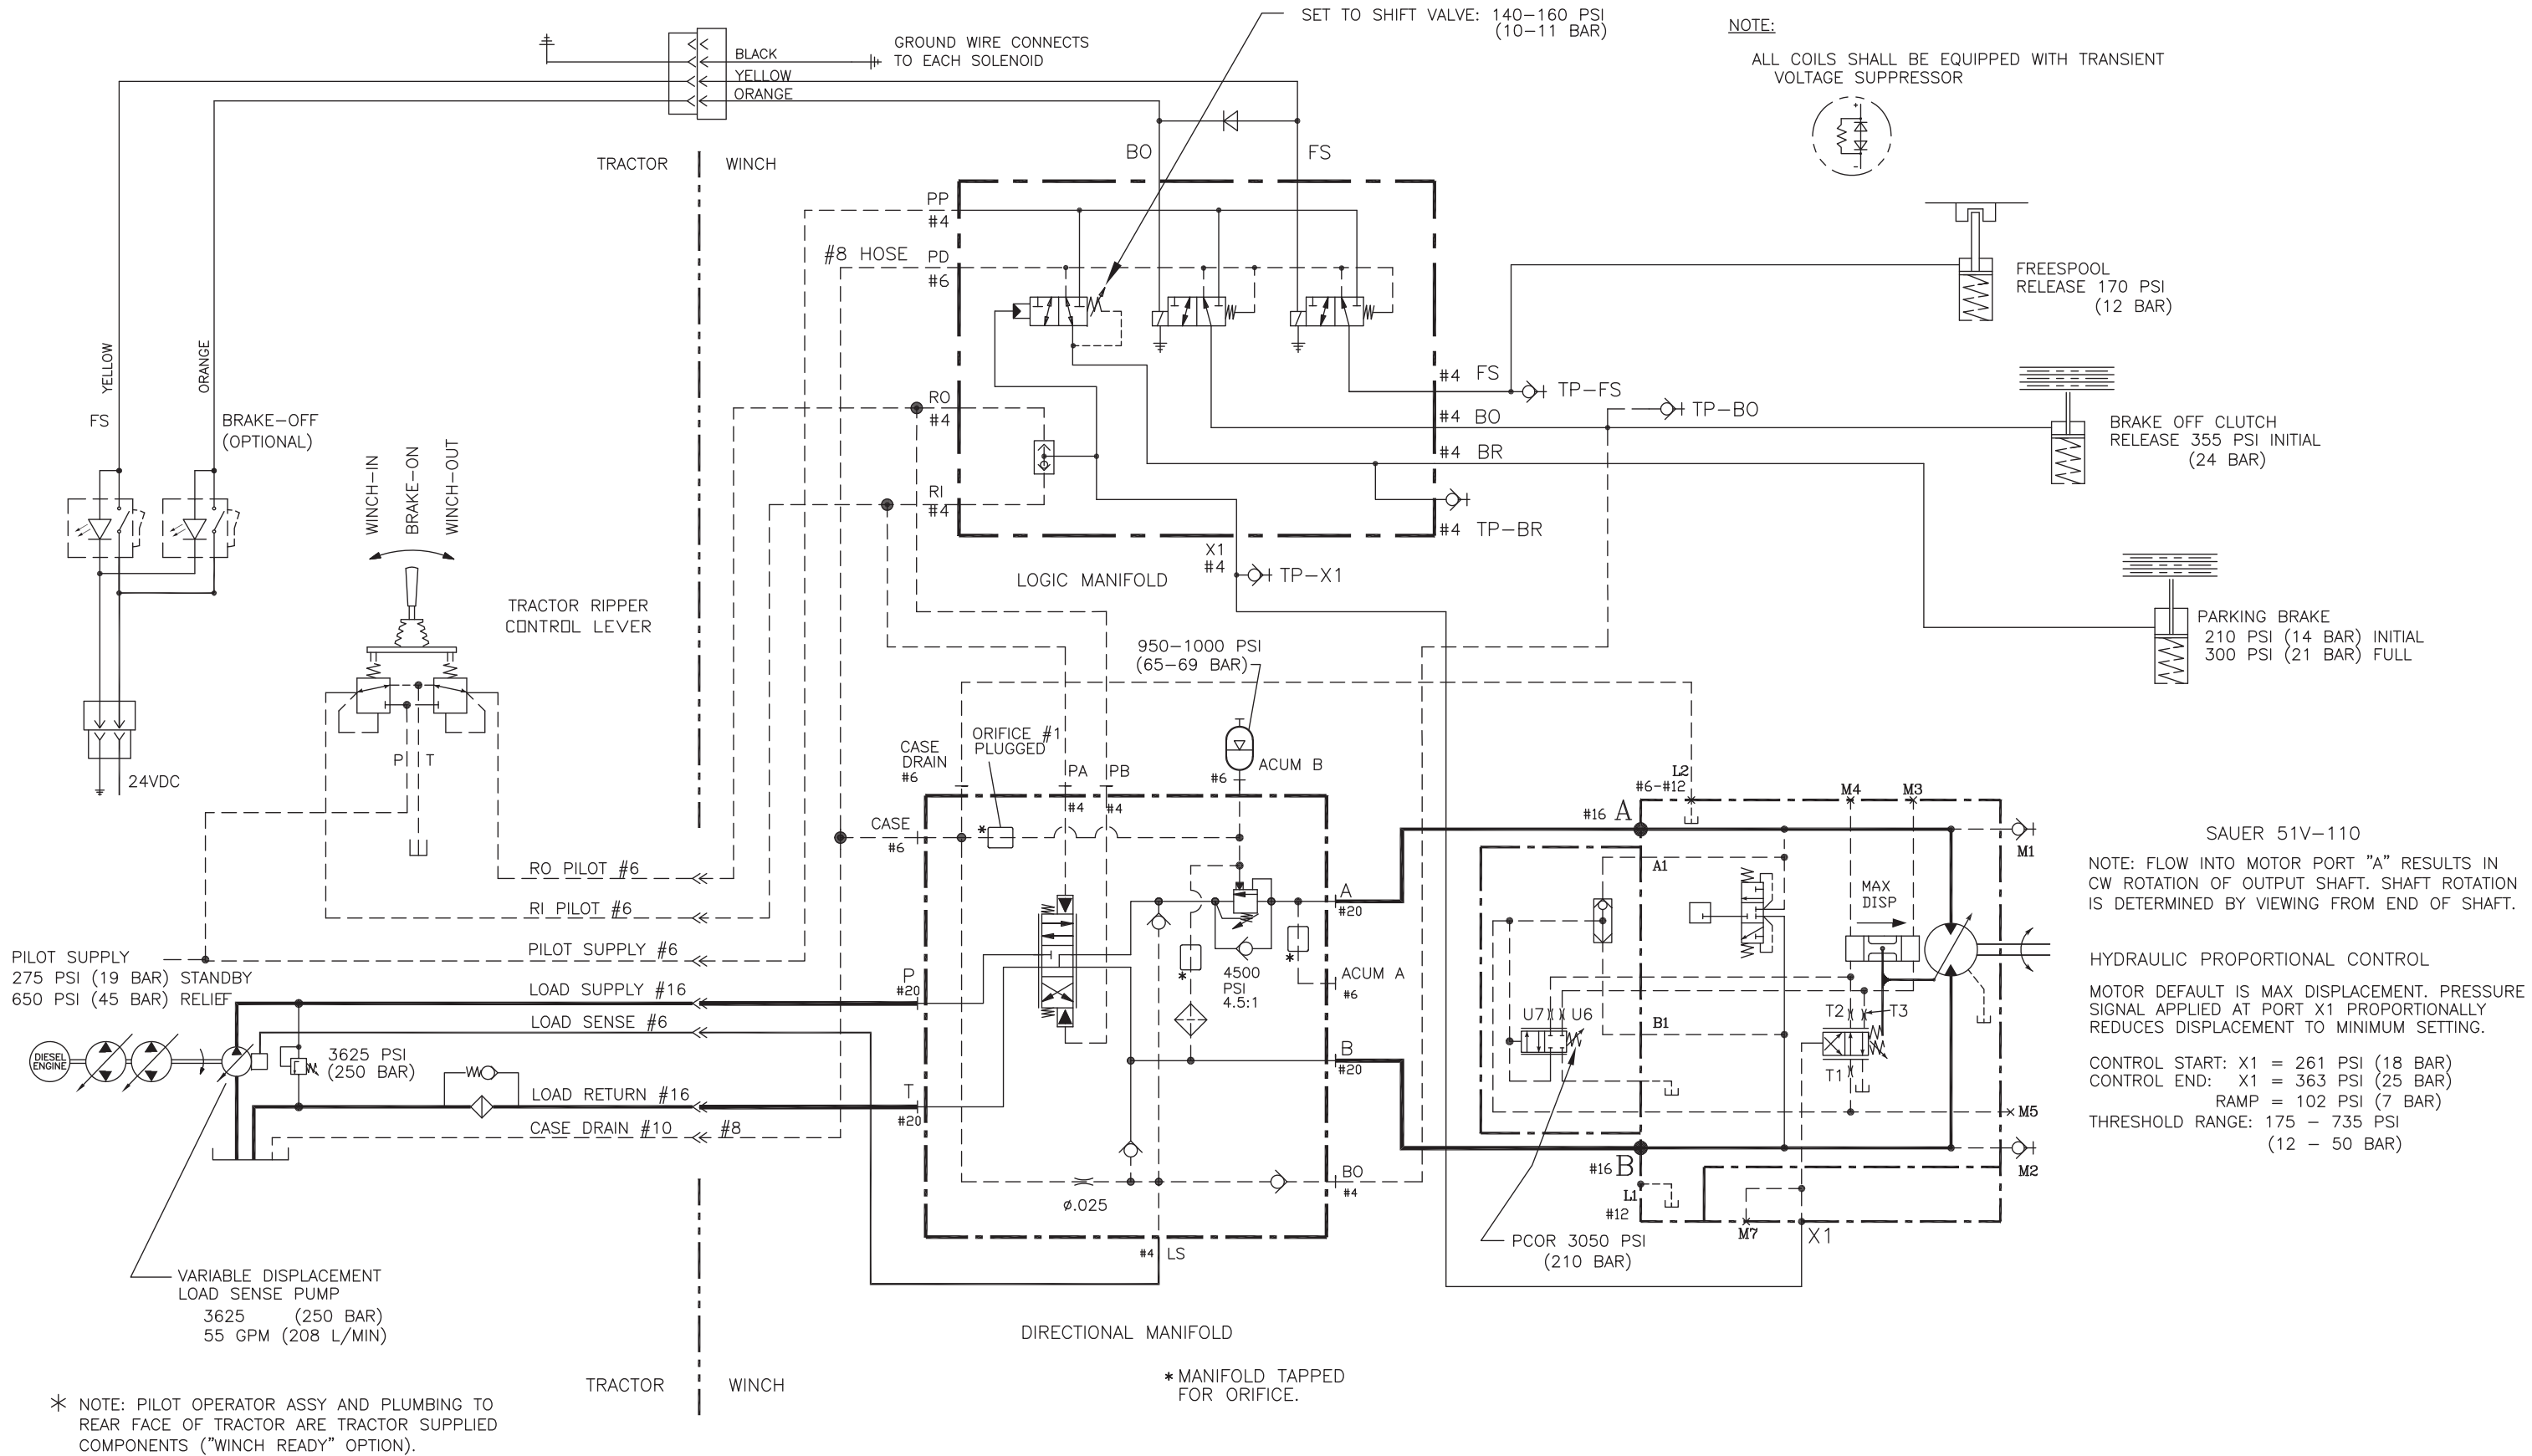 SET TO SHIFT VALVE: 140-160 PSI
(10-11 BAR)
NOTE:
ALL COILS SHALL BE EQUIPPED WITH TRANSIENT
VOLTAGE SUPPRESSOR
+
-
GROUND WIRE CONNECTS
TO EACH SOLENOID
BLACK
YELLOW
ORANGE
TRACTOR
WINCH
BO
FS
PP
#4
#8 HOSE
PD
#6
FREESPOOL
RELEASE 170 PSI
(12 BAR)
YELLOW
ORANGE
FS
BRAKE-OFF
(OPTIONAL)
WINCH-IN
BRAKE-ON
WINCH-OUT
RO
#4
RI
#4
#4 FS
TP-FS
#4 BO
TP-BO
#4 BR
#4 TP-BR
BRAKE OFF CLUTCH
RELEASE 355 PSI INITIAL
(24 BAR)
X1
#4
TP-X1
LOGIC MANIFOLD
TRACTOR RIPPER
CONTROL LEVER
PARKING BRAKE
210 PSI (14 BAR) INITIAL
300 PSI (21 BAR) FULL
950-1000 PSI
(65-69 BAR)
P
T
24VDC
CASE
DRAIN
#6
ORIFICE #1
PLUGGED
*
PA
#4
PB
#4
#6
ACUM B
CASE
#6
L2
#6-#12
M4
M3
#16 A
M1
SAUER 51V-110
NOTE: FLOW INTO MOTOR PORT "A" RESULTS IN
CW ROTATION OF OUTPUT SHAFT. SHAFT ROTATION
IS DETERMINED BY VIEWING FROM END OF SHAFT.
A1
MAX
DISP
RO PILOT #6
RI PILOT #6
PILOT SUPPLY #6
A
#20
*
*
4500
PSI
4.5:1
ACUM A
#6
HYDRAULIC PROPORTIONAL CONTROL
MOTOR DEFAULT IS MAX DISPLACEMENT. PRESSURE
SIGNAL APPLIED AT PORT X1 PROPORTIONALLY
REDUCES DISPLACEMENT TO MINIMUM SETTING.
PILOT SUPPLY
275 PSI (19 BAR) STANDBY
650 PSI (45 BAR) RELIEF
LOAD SUPPLY #16
P
#20
LOAD SENSE #6
U7
U6
B1
T2
T3
T1
DIESEL
ENGINE
3625 PSI
(250 BAR)
B
#20
CONTROL START: X1 = 261 PSI (18 BAR)
CONTROL END: X1 = 363 PSI (25 BAR)
RAMP = 102 PSI (7 BAR)
THRESHOLD RANGE: 175 - 735 PSI
(12 - 50 BAR)
LOAD RETURN #16
T
#20
CASE DRAIN #10
#8
M5
#16 B
M2
BO
#4
ø.025
L1
#12
M7
X1
#4 LS
PCOR 3050 PSI
(210 BAR)
VARIABLE DISPLACEMENT
LOAD SENSE PUMP
3625 (250 BAR)
55 GPM (208 L/MIN)
DIRECTIONAL MANIFOLD
TRACTOR
WINCH
* MANIFOLD TAPPED
FOR ORIFICE.
* NOTE: PILOT OPERATOR ASSY AND PLUMBING TO
REAR FACE OF TRACTOR ARE TRACTOR SUPPLIED
COMPONENTS ("WINCH READY" OPTION).